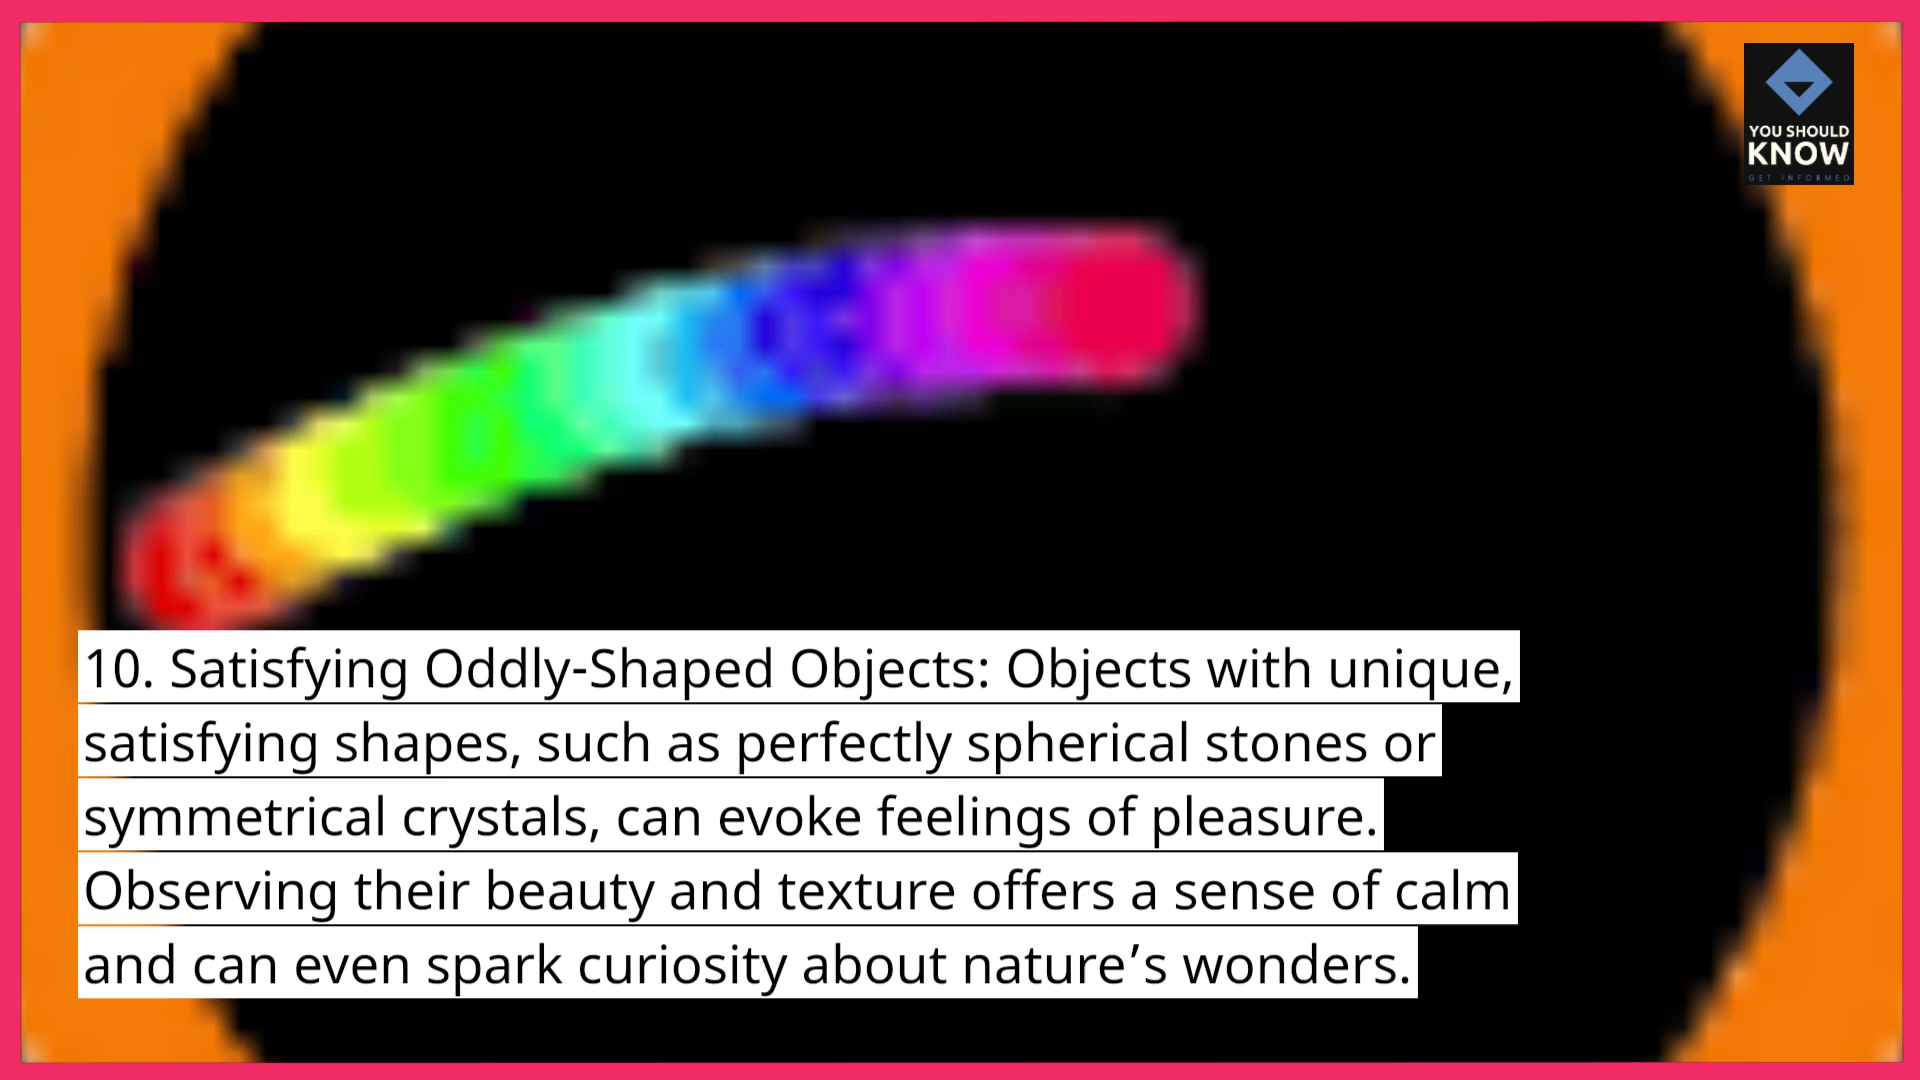 YOU SHOULD
KNOW
GET INFORMED
10. Satisfying Oddly-Shaped Objects: Objects with unique,
satisfying shapes, such as perfectly spherical stones or
symmetrical crystals, can evoke feelings of pleasure.
Observing their beauty and texture offers a sense of calm
and can even spark curiosity about nature’s wonders.